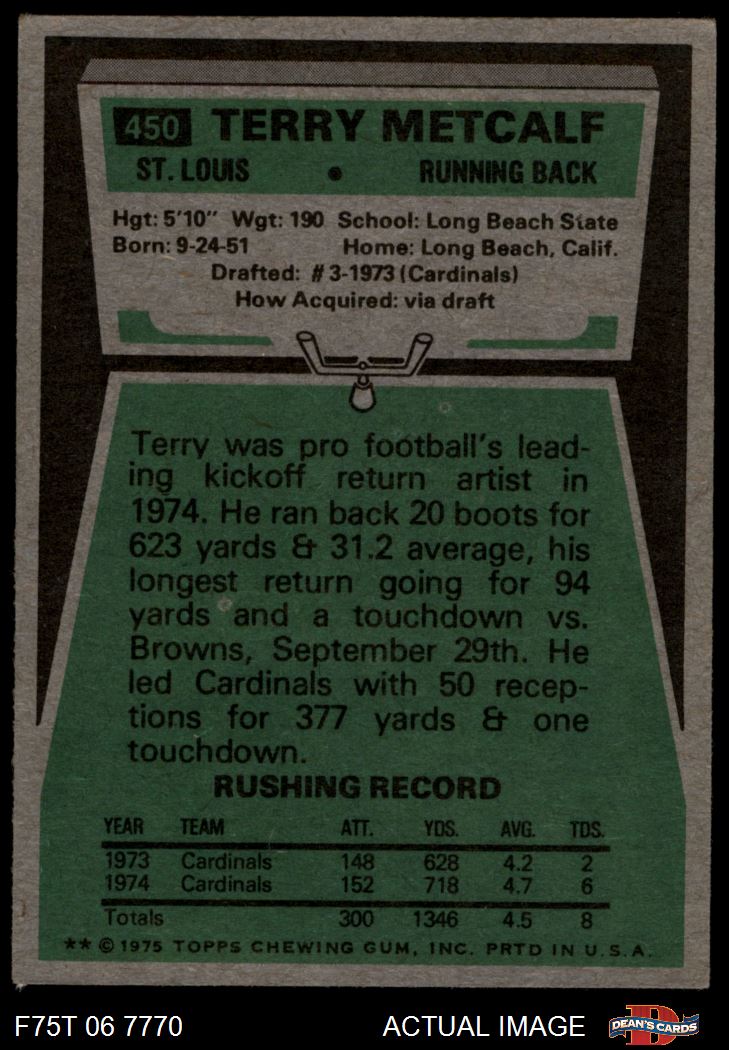 450 TERRY METCALF
ST. LOUIS • RUNNING BACK
Hgt: 5'10" Wgt: 190 School: Long Beach State
Born: 9-24-51 Home: Long Beach, Calif.
Drafted: #3-1973 (Cardinals)
How Acquired: via draft
Terry was pro football's lead-
ing kickoff return artist in
1974. He ran back 20 boots for
623 yards & 31.2 average, his
longest return going for 94
yards and a touchdown vs.
Browns, September 29th. He
led Cardinals with 50 recep-
tions for 377 yards & one
touchdown.
RUSHING RECORD
YEAR TEAM ATT. YDS. AVG. TDS.
1973 Cardinals 148 628 4.2 2
1974 Cardinals 152 718 4.7 6
Totals 300 1346 4.5 8
** © 1975 TOPPS CHEWING GUM, INC. PRTD IN U.S.A.
F75T 06 7770 ACTUAL IMAGE D DEAN'S CARDS